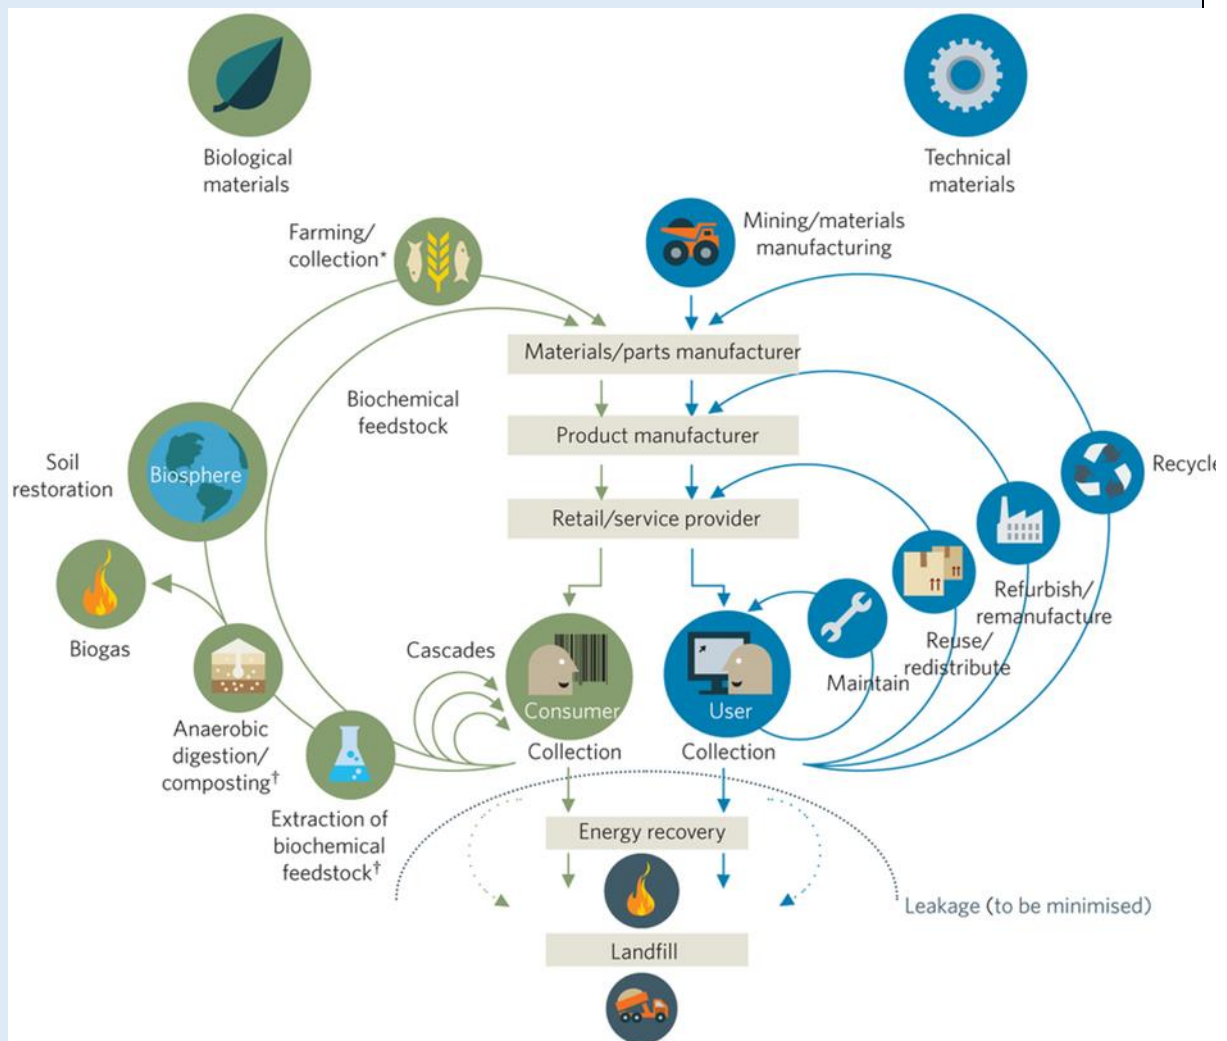 Biological
materials
Technical
materials
Farming/
collection*
Mining/materials
manufacturing
Materials/parts manufacturer
Biochemical
feedstock
Product manufacturer
Soil
restoration
Biosphere
Recycle
Retail/service provider
Refurbish/
remanufacture
Biogas
Cascades
Reuse/
redistribute
Maintain
Consumer
User
Anaerobic
digestion/
composting†
Collection
Collection
Extraction of
biochemical
feedstock†
Energy recovery
Leakage (to be minimised)
Landfill